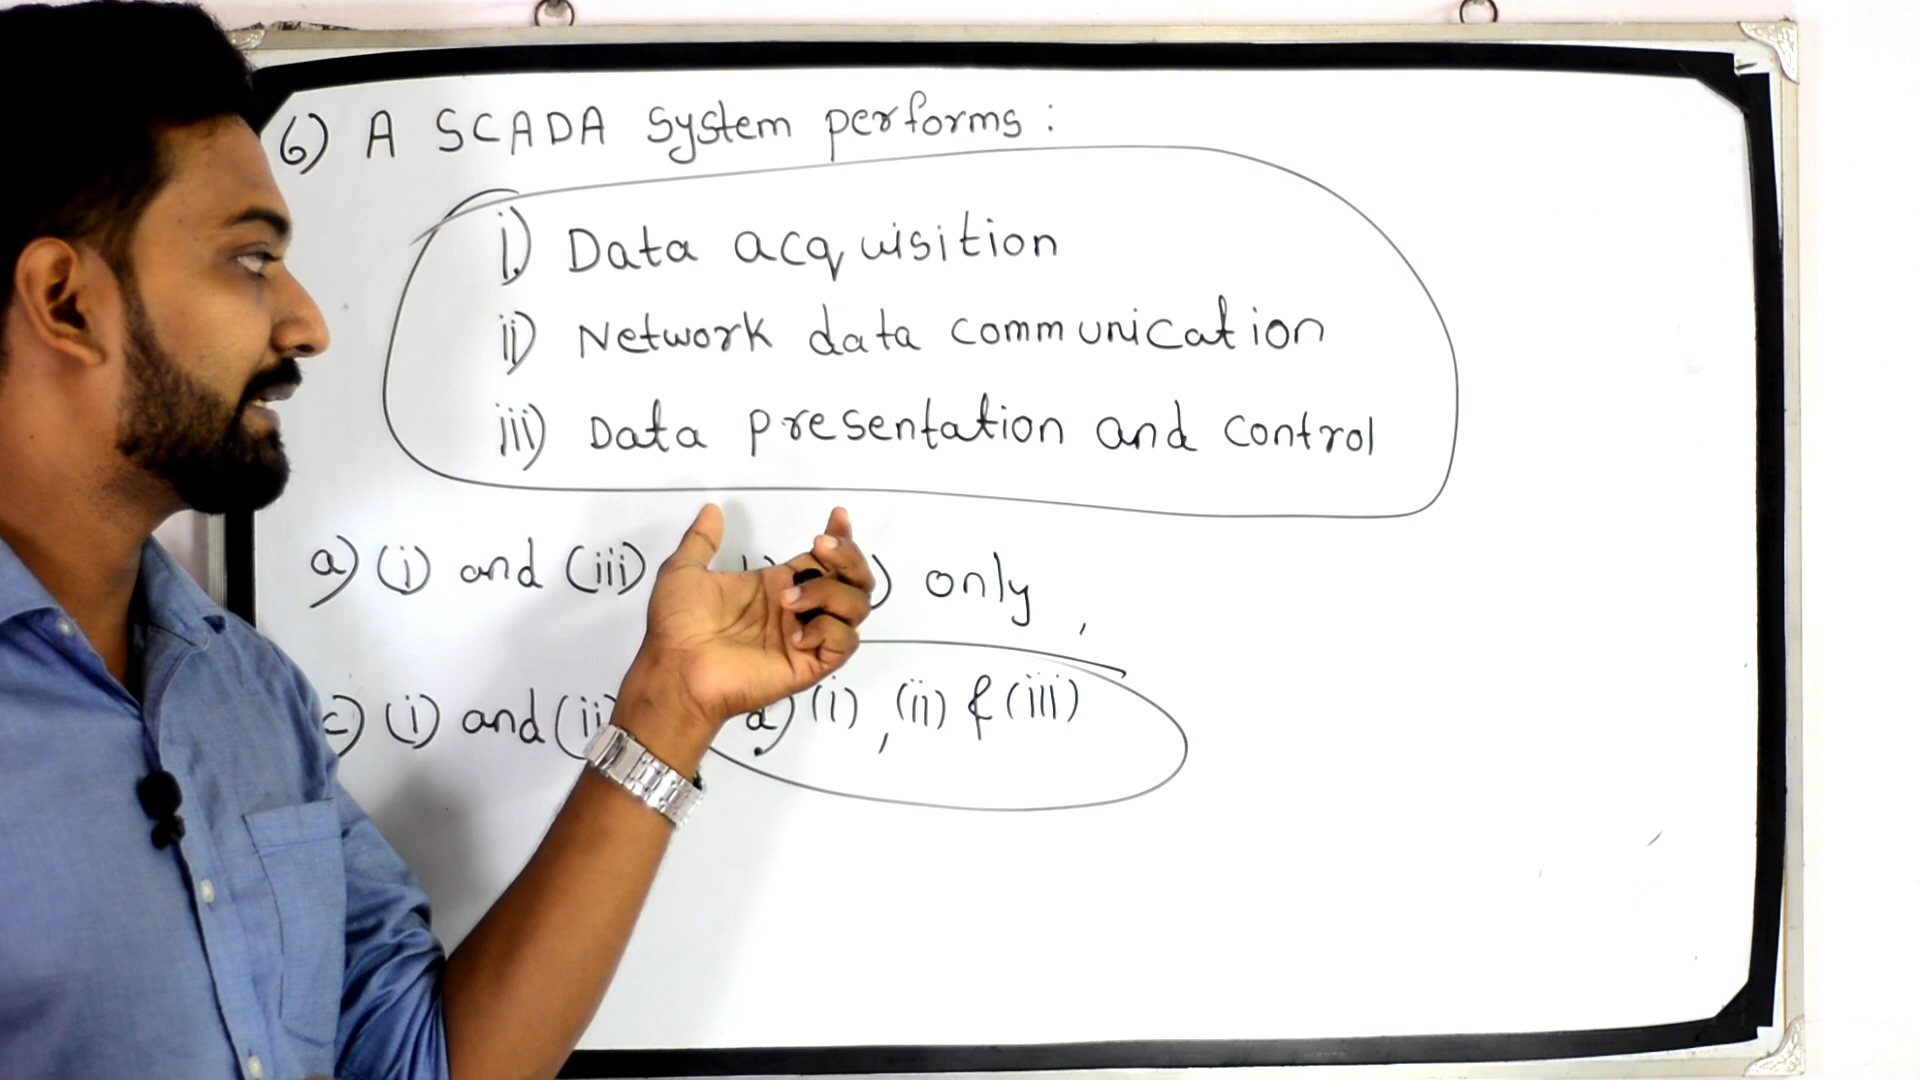 6) A SCADA System performs :
i) Data acquisition
ii) Network data communication
iii) Data presentation and control
a) (i) and (iii) only
c) (i) and (ii d) (i), (ii) & (iii)